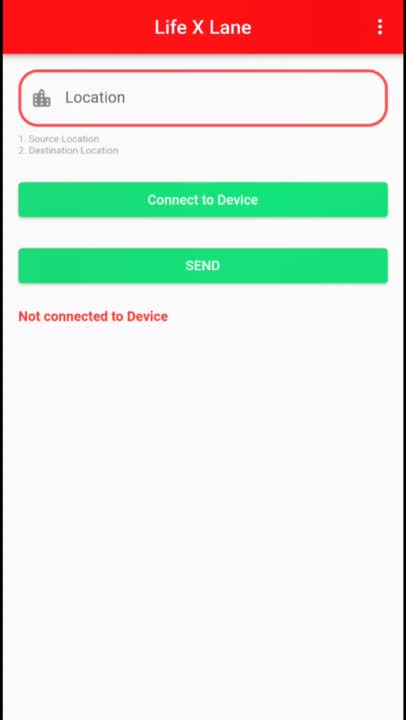 Life X Lane
Location
1. Source Location
2. Destination Location
Connect to Device
SEND
Not connected to Device